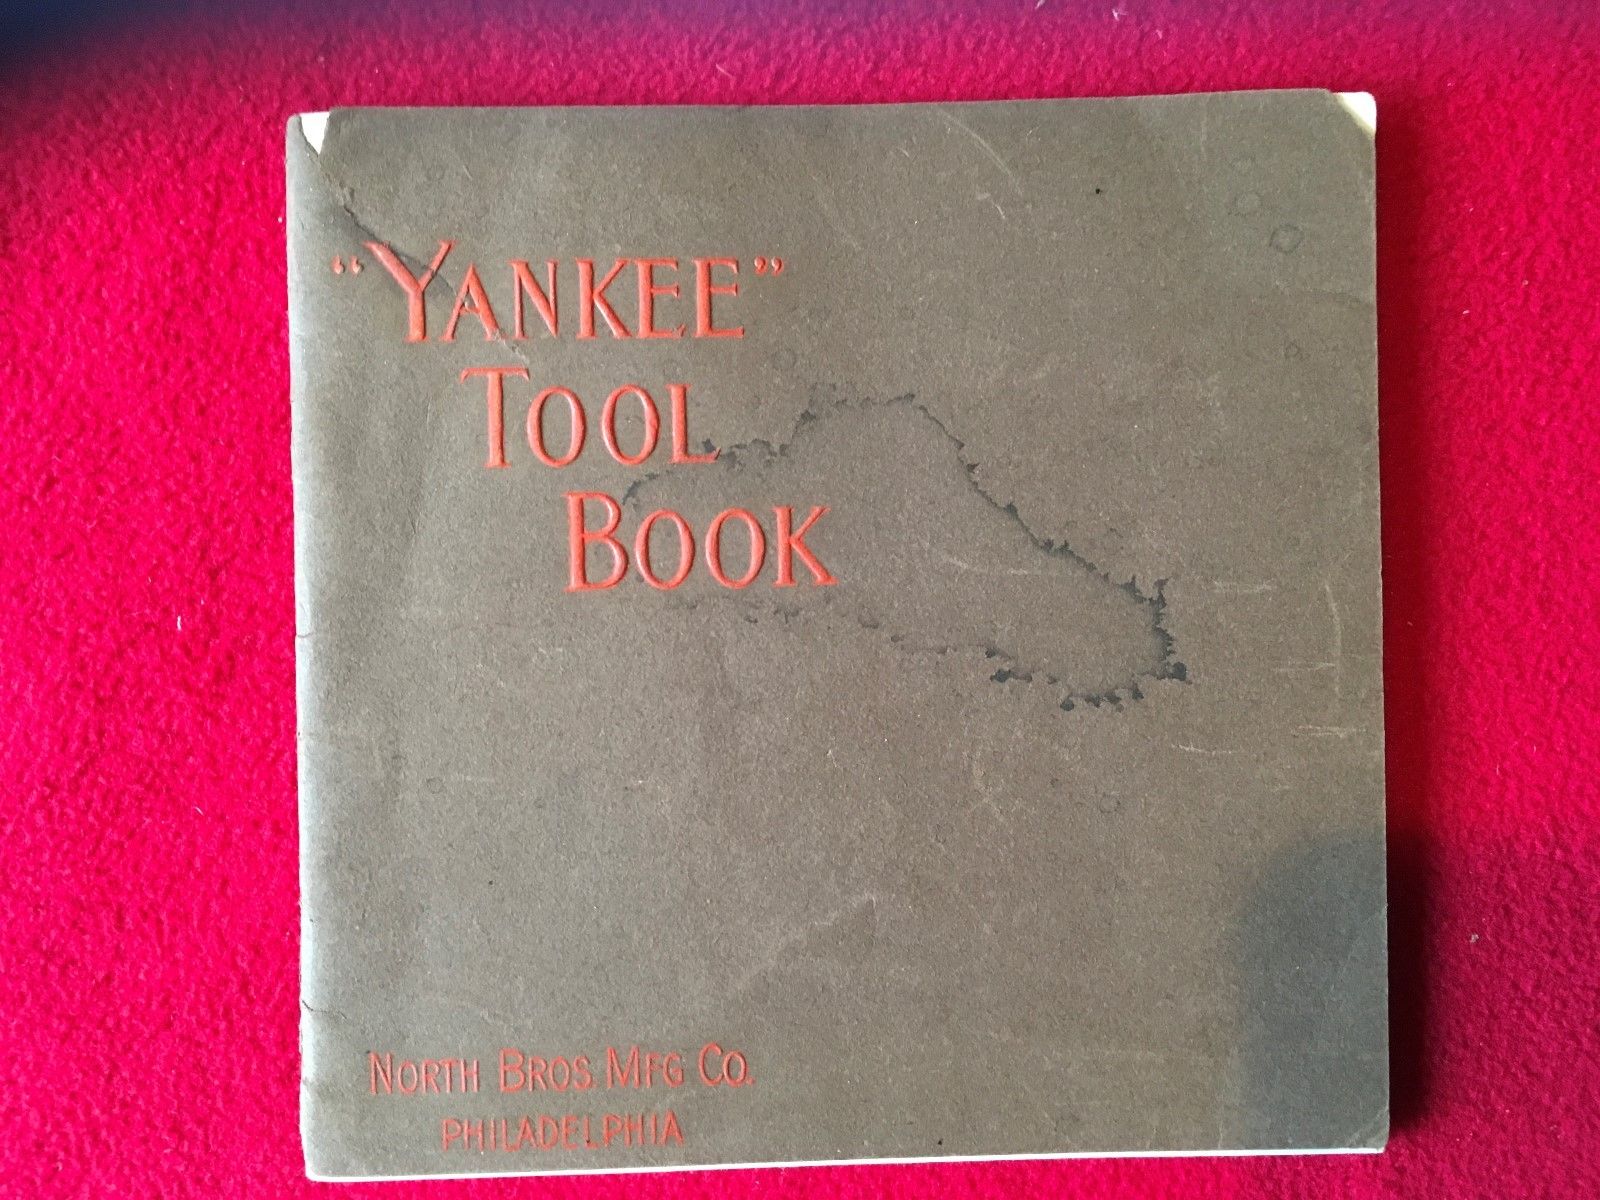 “YANKEE”
TOOL
BOOK
NORTH BROS. MFG CO.
PHILADELPHIA